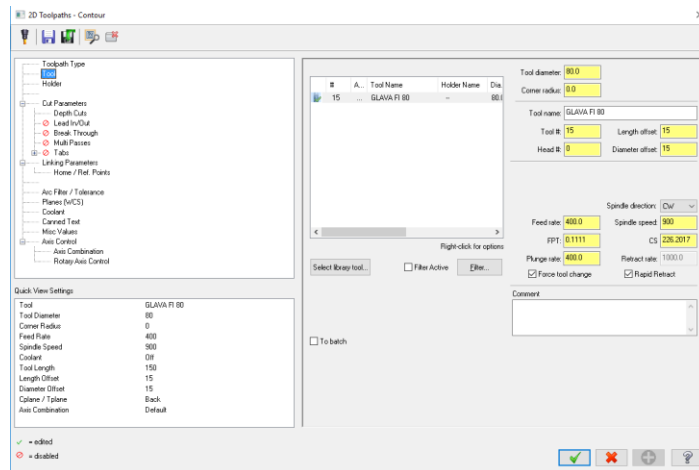 2D Toolpaths - Contour
Toolpath Type
Tool
Holder
Cut Parameters
Depth Cuts
Lead In/Out
Break Through
Multi Passes
Tabs
Linking Parameters
Home / Ref. Points
Arc Filter / Tolerance
Planes (WCS)
Coolant
Canned Text
Misc Values
Axis Control
Axis Combination
Rotary Axis Control
Quick View Settings
Tool GLAVA FI 80
Tool Diameter 80
Corner Radius 0
Feed Rate 400
Spindle Speed 900
Coolant Off
Tool Length 150
Length Offset 15
Diameter Offset 15
Cplane / Tplane Back
Axis Combination Default
= edited
= disabled
# A... Tool Name Holder Name Dia.
15 ... GLAVA FI 80 -- 80.0
Right-click for options
Select library tool... Filter Active Filter...
To batch
Tool diameter: 80.0
Corner radius: 0.0
Tool name: GLAVA FI 80
Tool #: 15 Length offset: 15
Head #: 0 Diameter offset: 15
Spindle direction: CW
Feed rate: 400.0 Spindle speed: 900
FPT: 0.1111 CS 226.2017
Plunge rate: 400.0 Retract rate: 1000.0
Force tool change Rapid Retract
Comment